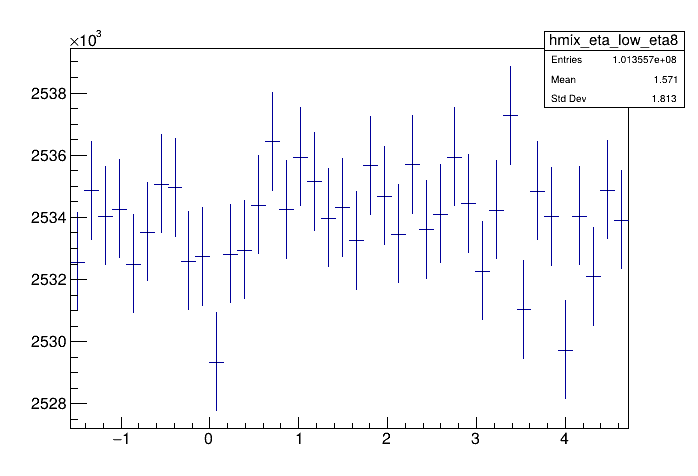 ×10³
hmix_eta_low_eta8
Entries 1.013557e+08
Mean 1.571
Std Dev 1.813
2538
2536
2534
2532
2530
2528
−1 0 1 2 3 4